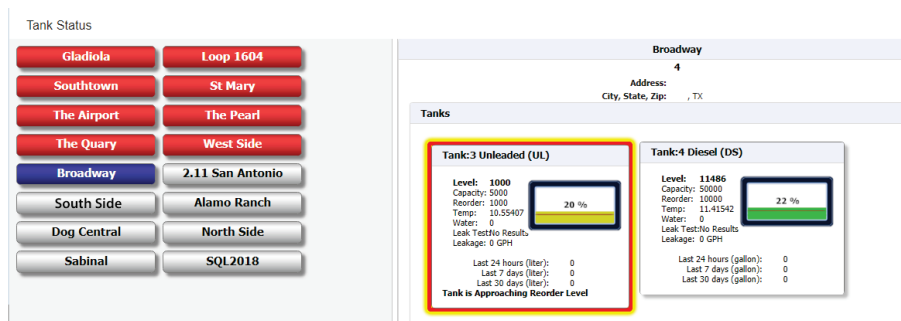 Tank Status
Gladiola
Loop 1604
Southtown
St Mary
The Airport
The Pearl
The Quary
West Side
Broadway
2.11 San Antonio
South Side
Alamo Ranch
Dog Central
North Side
Sabinal
SQL2018
Broadway
4
Address:
City, State, Zip: , TX
Tanks
Tank:3 Unleaded (UL)
Level: 1000
Capacity: 5000
Reorder: 1000
Temp: 10.55407
Water: 0
Leak Test:No Results
Leakage: 0 GPH
20 %
Last 24 hours (liter): 0
Last 7 days (liter): 0
Last 30 days (liter): 0
Tank is Approaching Reorder Level
Tank:4 Diesel (DS)
Level: 11486
Capacity: 50000
Reorder: 10000
Temp: 11.41542
Water: 0
Leak Test:No Results
Leakage: 0 GPH
22 %
Last 24 hours (gallon): 0
Last 7 days (gallon): 0
Last 30 days (gallon): 0